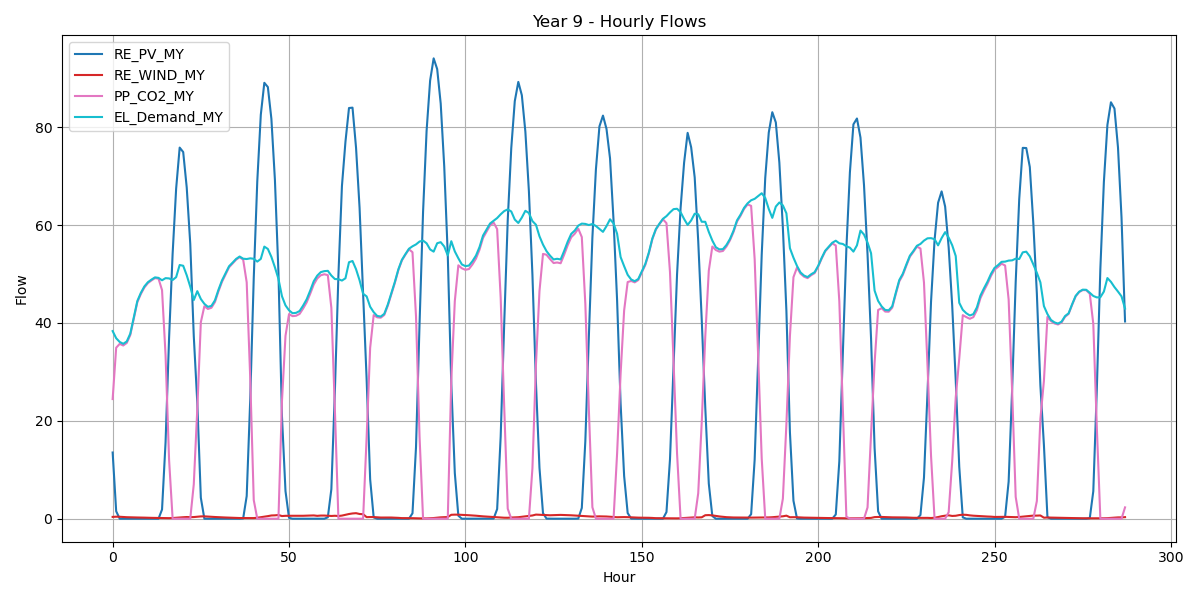 Year 9 - Hourly Flows
RE_PV_MY
RE_WIND_MY
PP_CO2_MY
EL_Demand_MY
Flow
80
60
40
20
0
0 50 100 150 200 250 300
Hour